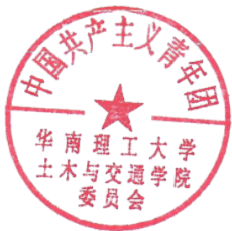 中國共产主义青年团
华南理工大学
土木与交通学院
委员会